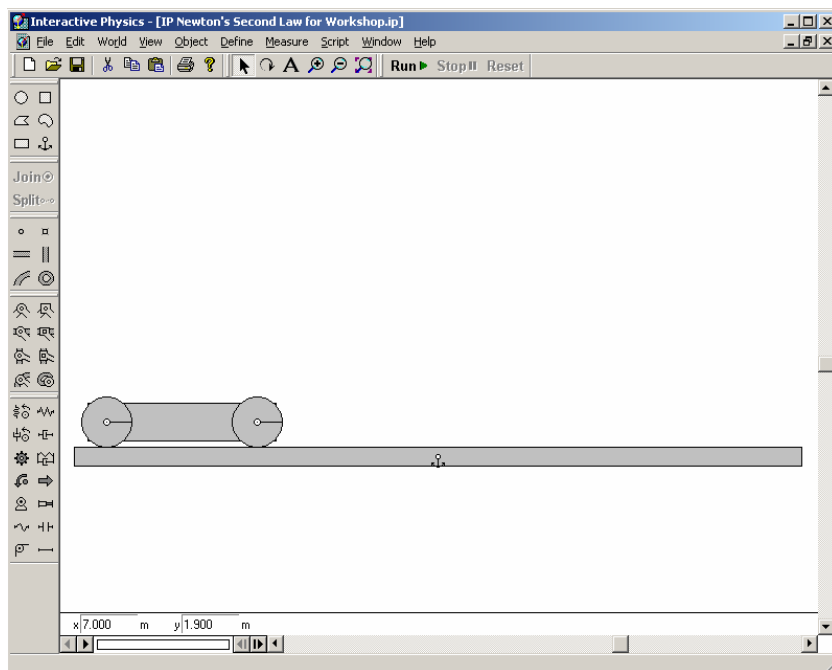 Interactive Physics - [IP Newton's Second Law for Workshop.ip]
File Edit World View Object Define Measure Script Window Help
A Run Stop Reset
Join
Split
x 7.000 m y 1.900 m